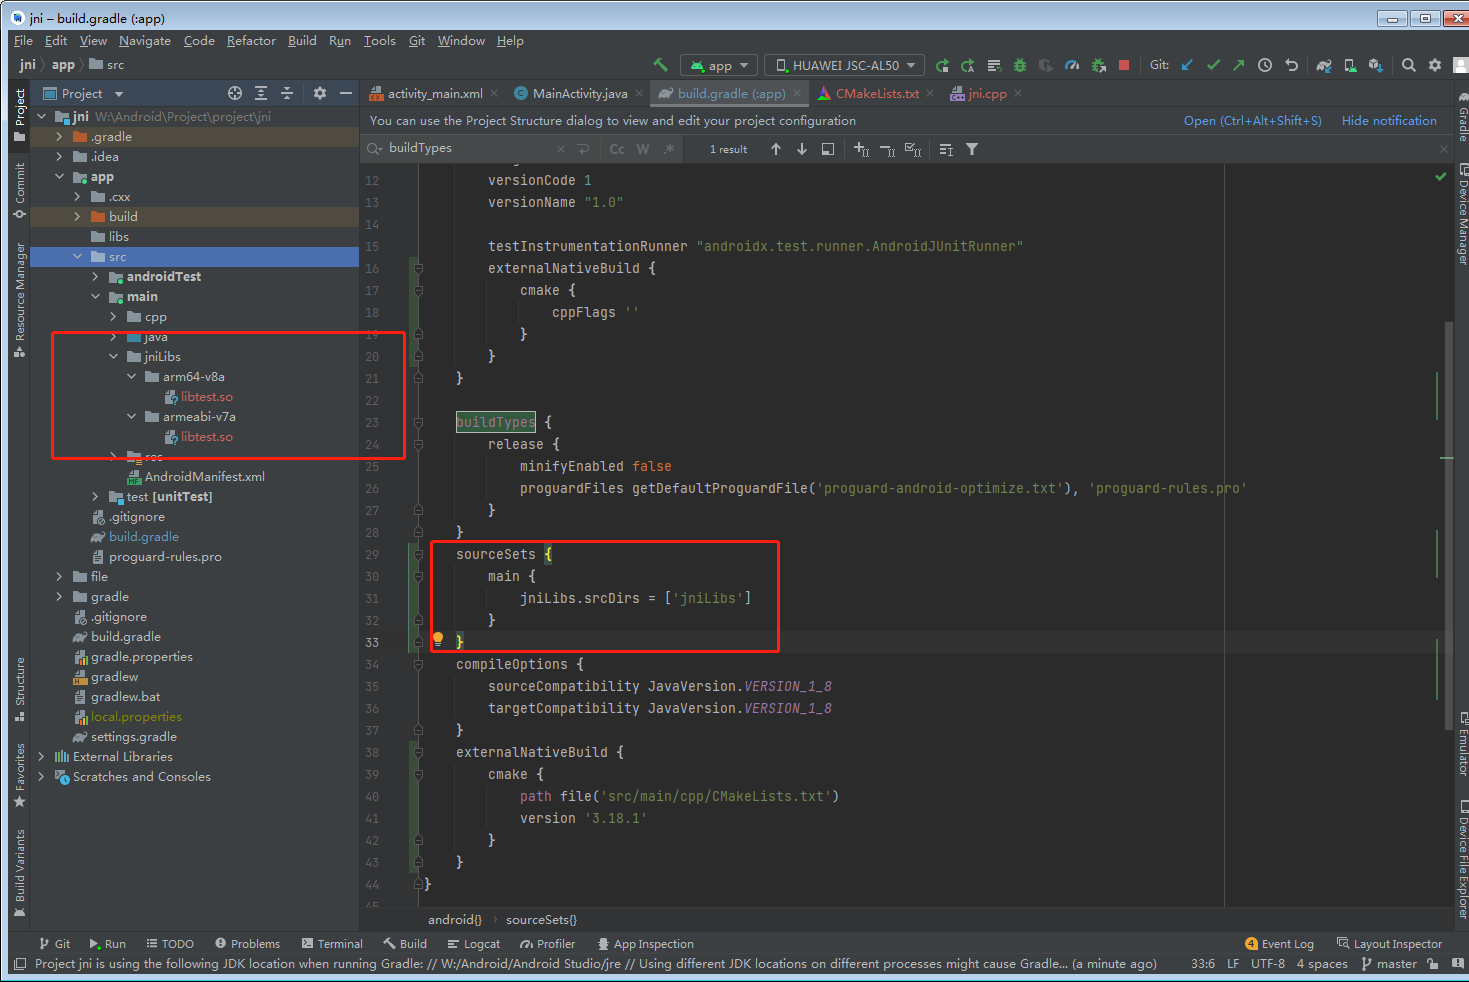 jni – build.gradle (:app)
File Edit View Navigate Code Refactor Build Run Tools Git Window Help
jni app src
app HUAWEI JSC-AL50 Git:
Project
activity_main.xml MainActivity.java build.gradle (:app) CMakeLists.txt jni.cpp
You can use the Project Structure dialog to view and edit your project configuration Open (Ctrl+Alt+Shift+S) Hide notification
buildTypes Cc W .* 1 result
Project
Commit
Resource Manager
Structure
Favorites
Build Variants
jni W:\Android\Project\project\jni
.gradle
.idea
app
.cxx
build
libs
src
androidTest
main
cpp
java
jniLibs
arm64-v8a
libtest.so
armeabi-v7a
libtest.so
res
AndroidManifest.xml
test [unitTest]
.gitignore
build.gradle
proguard-rules.pro
file
gradle
.gitignore
build.gradle
gradle.properties
gradlew
gradlew.bat
local.properties
settings.gradle
External Libraries
Scratches and Consoles
12 versionCode 1
13 versionName "1.0"
14
15 testInstrumentationRunner "androidx.test.runner.AndroidJUnitRunner"
16 externalNativeBuild {
17 cmake {
18 cppFlags ''
19 }
20 }
21 }
22
23 buildTypes {
24 release {
25 minifyEnabled false
26 proguardFiles getDefaultProguardFile('proguard-android-optimize.txt'), 'proguard-rules.pro'
27 }
28 }
29 sourceSets {
30 main {
31 jniLibs.srcDirs = ['jniLibs']
32 }
33 }
34 compileOptions {
35 sourceCompatibility JavaVersion.VERSION_1_8
36 targetCompatibility JavaVersion.VERSION_1_8
37 }
38 externalNativeBuild {
39 cmake {
40 path file('src/main/cpp/CMakeLists.txt')
41 version '3.18.1'
42 }
43 }
44 }
45
android{} sourceSets{}
Gradle
Device Manager
Emulator
Device File Explorer
Git Run TODO Problems Terminal Build Logcat Profiler App Inspection 4 Event Log Layout Inspector
Project jni is using the following JDK location when running Gradle: // W:/Android/Android Studio/jre // Using different JDK locations on different processes might cause Gradle... (a minute ago) 33:6 LF UTF-8 4 spaces master